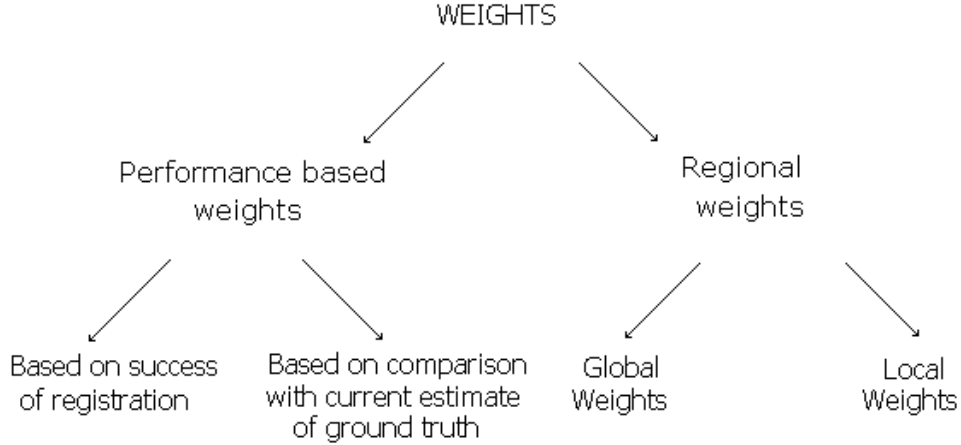 WEIGHTS
Performance based
weights
Regional
weights
Based on success
of registration
Based on comparison
with current estimate
of ground truth
Global
Weights
Local
Weights